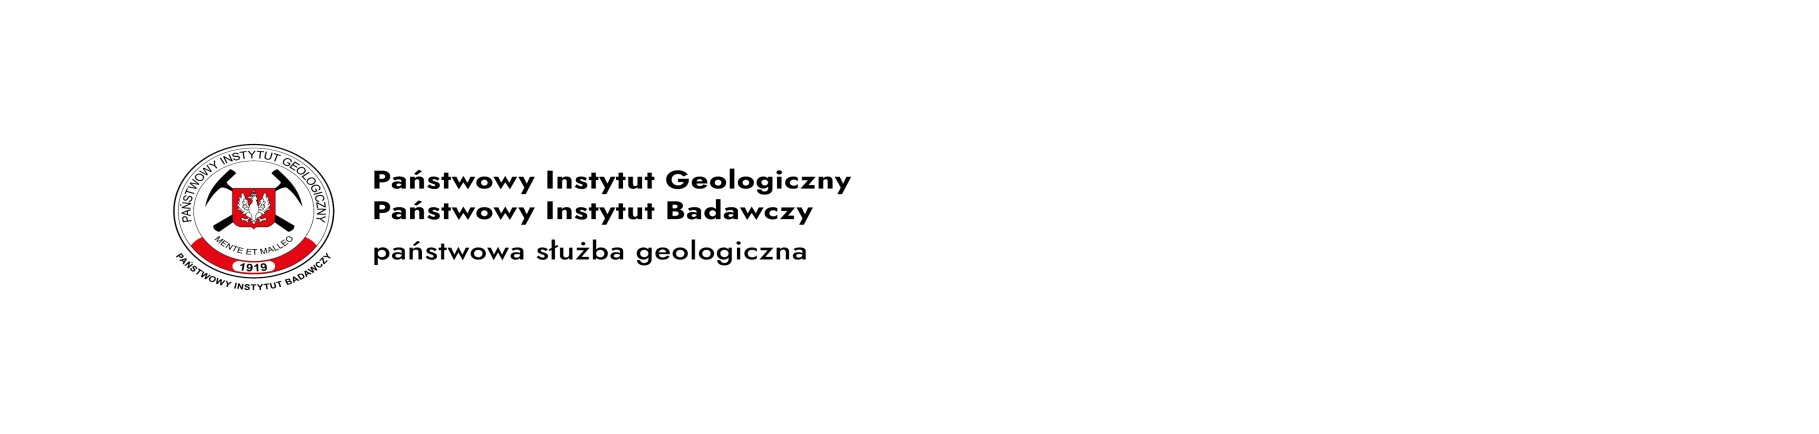 PAŃSTWOWY INSTYTUT GEOLOGICZNY
MENTE ET MALLEO
1919
PAŃSTWOWY INSTYTUT BADAWCZY
Państwowy Instytut Geologiczny
Państwowy Instytut Badawczy
państwowa służba geologiczna